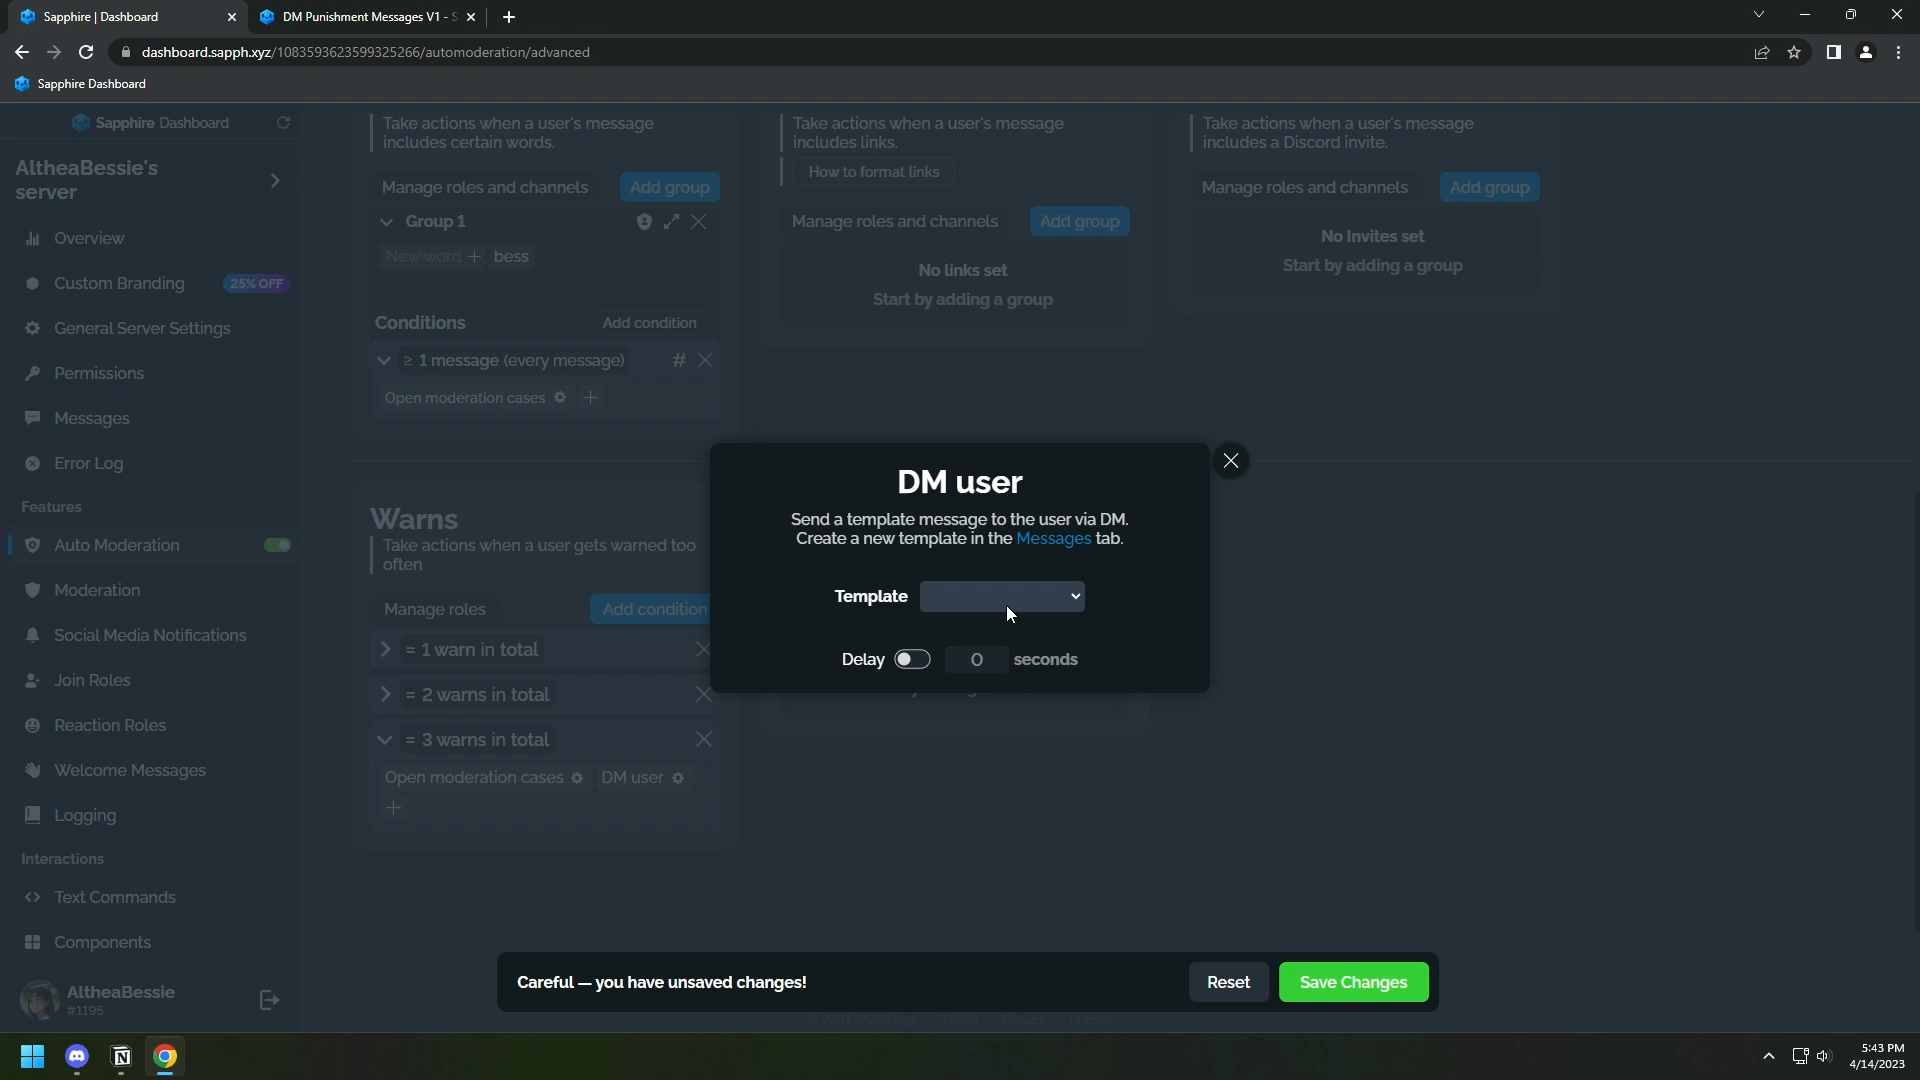 Sapphire | Dashboard
DM Punishment Messages V1 - S
dashboard.sapph.xyz/1083593623599325266/automoderation/advanced
Sapphire Dashboard
Sapphire Dashboard
AltheaBessie's
server
Overview
Custom Branding
25% OFF
General Server Settings
Permissions
Messages
Error Log
Features
Auto Moderation
Moderation
Social Media Notifications
Join Roles
Reaction Roles
Welcome Messages
Logging
Interactions
Text Commands
Components
AltheaBessie
#1195
Take actions when a user's message
includes certain words.
Manage roles and channels
Add group
Group 1
New word +
bess
Conditions
Add condition
≥ 1 message (every message)
#
Open moderation cases
+
Take actions when a user's message
includes links.
How to format links
Manage roles and channels
Add group
No links set
Start by adding a group
Take actions when a user's message
includes a Discord invite.
Manage roles and channels
Add group
No Invites set
Start by adding a group
Warns
Take actions when a user gets warned too
often
Manage roles
Add condition
= 1 warn in total
= 2 warns in total
= 3 warns in total
Open moderation cases
DM user
+
DM user
Send a template message to the user via DM.
Create a new template in the Messages tab.
Template
Delay
0
seconds
Careful — you have unsaved changes!
Reset
Save Changes
© 2021-2023 xge • Terms • Privacy • Imprint
5:43 PM
4/14/2023